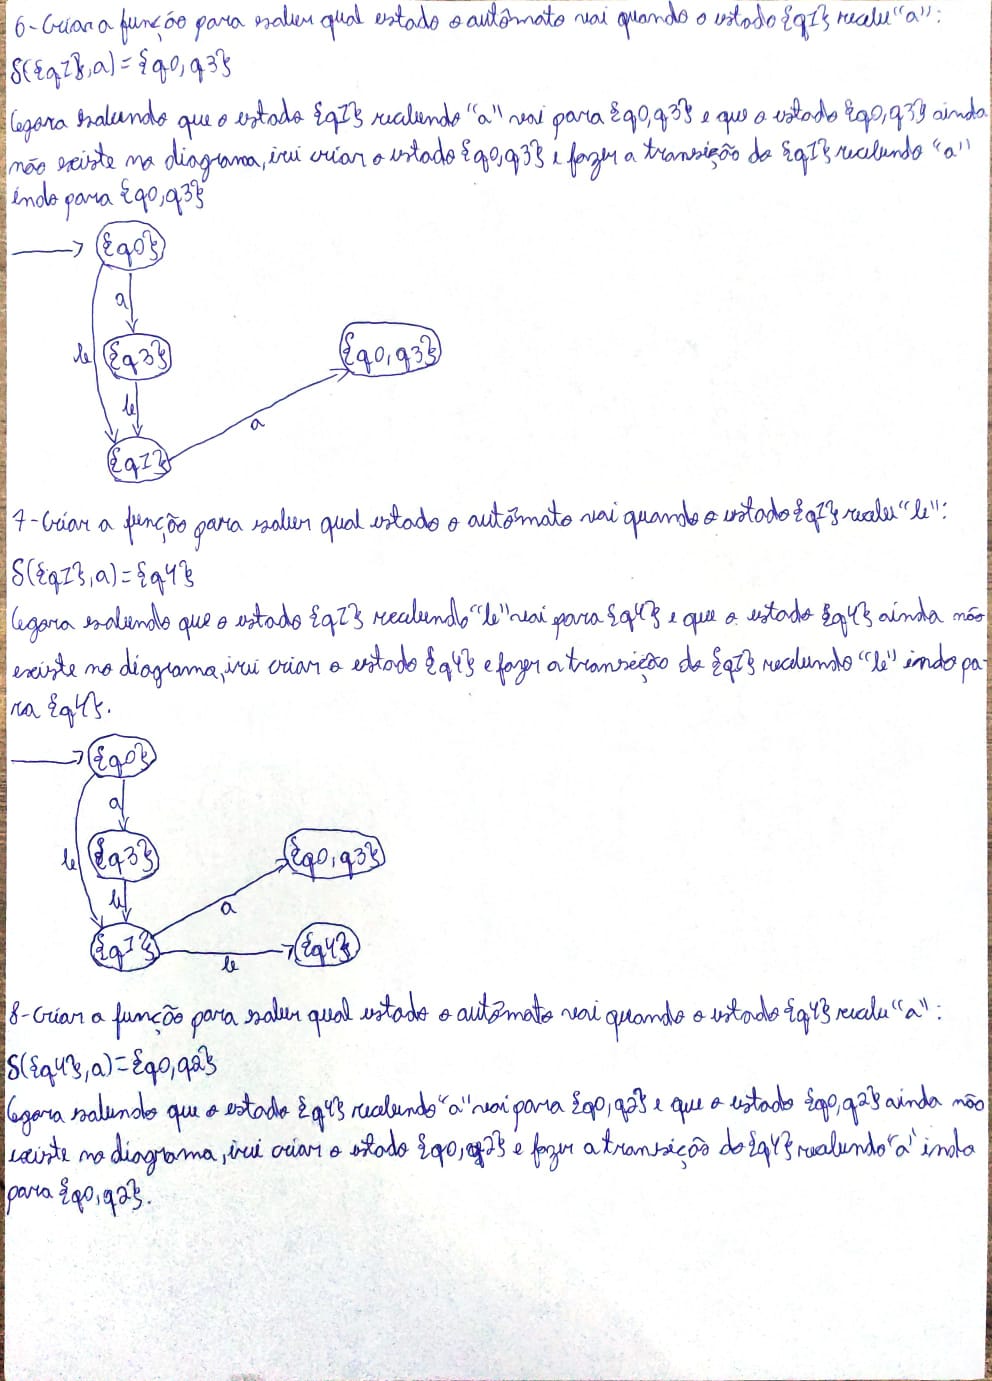 6-Criar a função para saber qual estado o autômato vai quando o estado {q1} recebe "a":
δ({q1},a)={q0,q3}
Agora sabendo que o estado {q1} recebendo "a" vai para {q0,q3} e que o estado {q0,q3} ainda
não existe no diagrama, irei criar o estado {q0,q3} e fazer a transição do {q1} recebendo "a"
indo para {q0,q3}
{q0}
a
b
{q3}
{q0,q3}
b
a
{q1}
7-Criar a função para saber qual estado o autômato vai quando o estado {q1} recebe "b":
δ({q1},a)={q4}
Agora sabendo que o estado {q1} recebendo "b" vai para {q4} e que o estado {q4} ainda não
existe no diagrama, irei criar o estado {q4} e fazer a transição do {q1} recebendo "b" indo pa-
ra {q4}.
{q0}
a
b
{q3}
{q0,q3}
b
a
{q1}
{q4}
b
8-Criar a função para saber qual estado o autômato vai quando o estado {q4} recebe "a":
δ({q4},a)={q0,q2}
Agora sabendo que o estado {q4} recebendo "a" vai para {q0,q2} e que o estado {q0,q2} ainda não
existe no diagrama, irei criar o estado {q0,q2} e fazer a transição do {q4} recebendo "a" indo
para {q0,q2}.